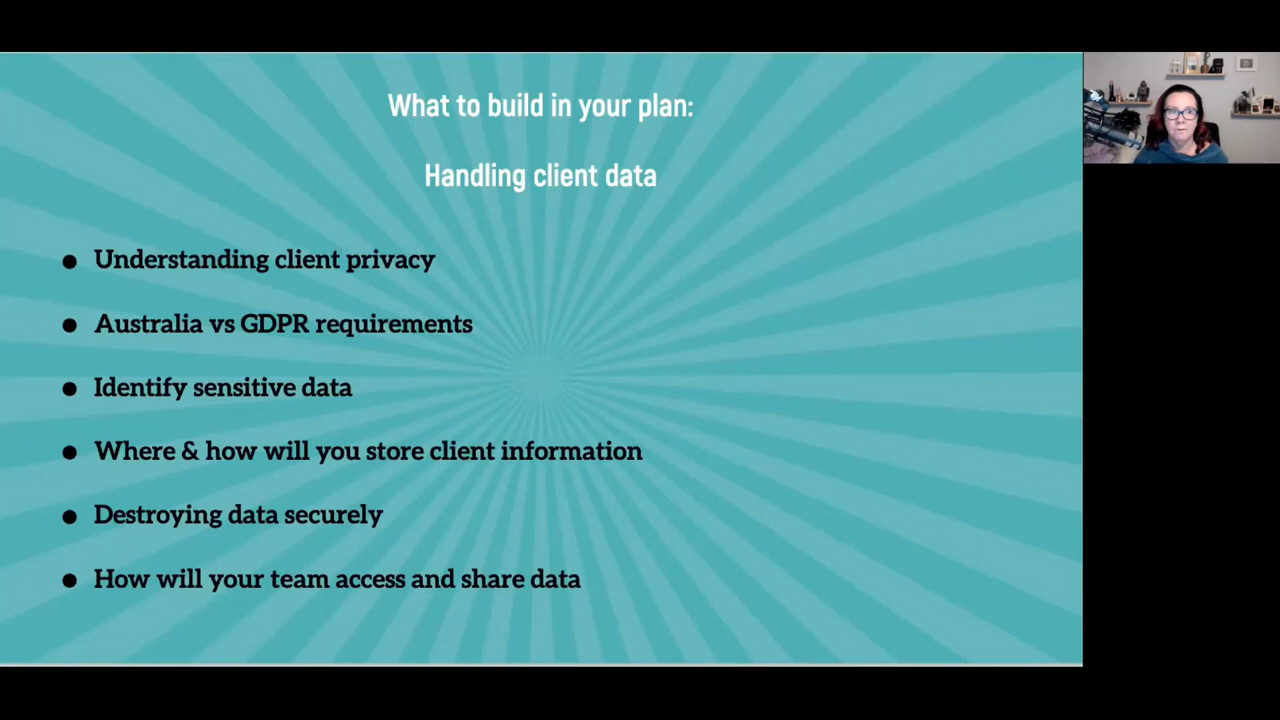 What to build in your plan:
Handling client data
● Understanding client privacy
● Australia vs GDPR requirements
● Identify sensitive data
● Where & how will you store client information
● Destroying data securely
● How will your team access and share data